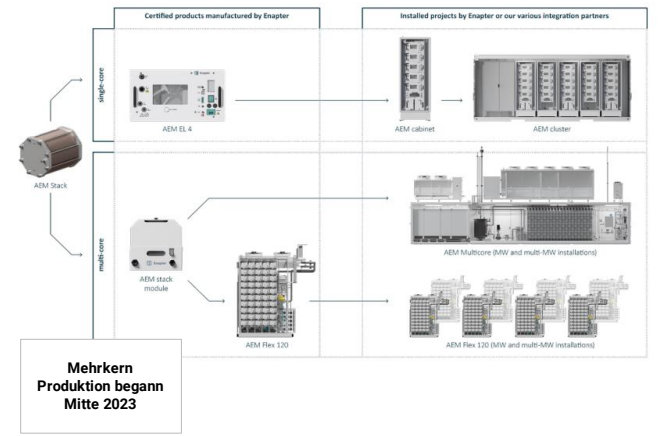 Certified products manufactured by Enapter
Installed projects by Enapter or our various integration partners
single-core
AEM EL 4
AEM cabinet
AEM cluster
AEM Stack
multi-core
AEM stack
module
AEM Flex 120
AEM Multicore (MW and multi-MW installations)
AEM Flex 120 (MW and multi-MW installations)
Mehrkern
Produktion begann
Mitte 2023